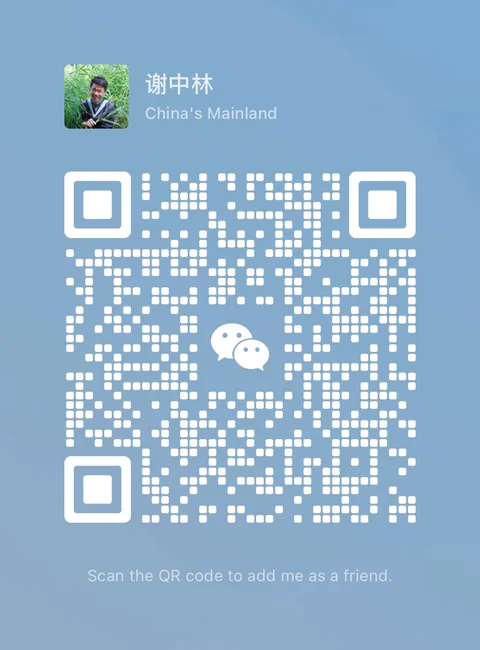 谢中林
China's Mainland
Scan the QR code to add me as a friend.